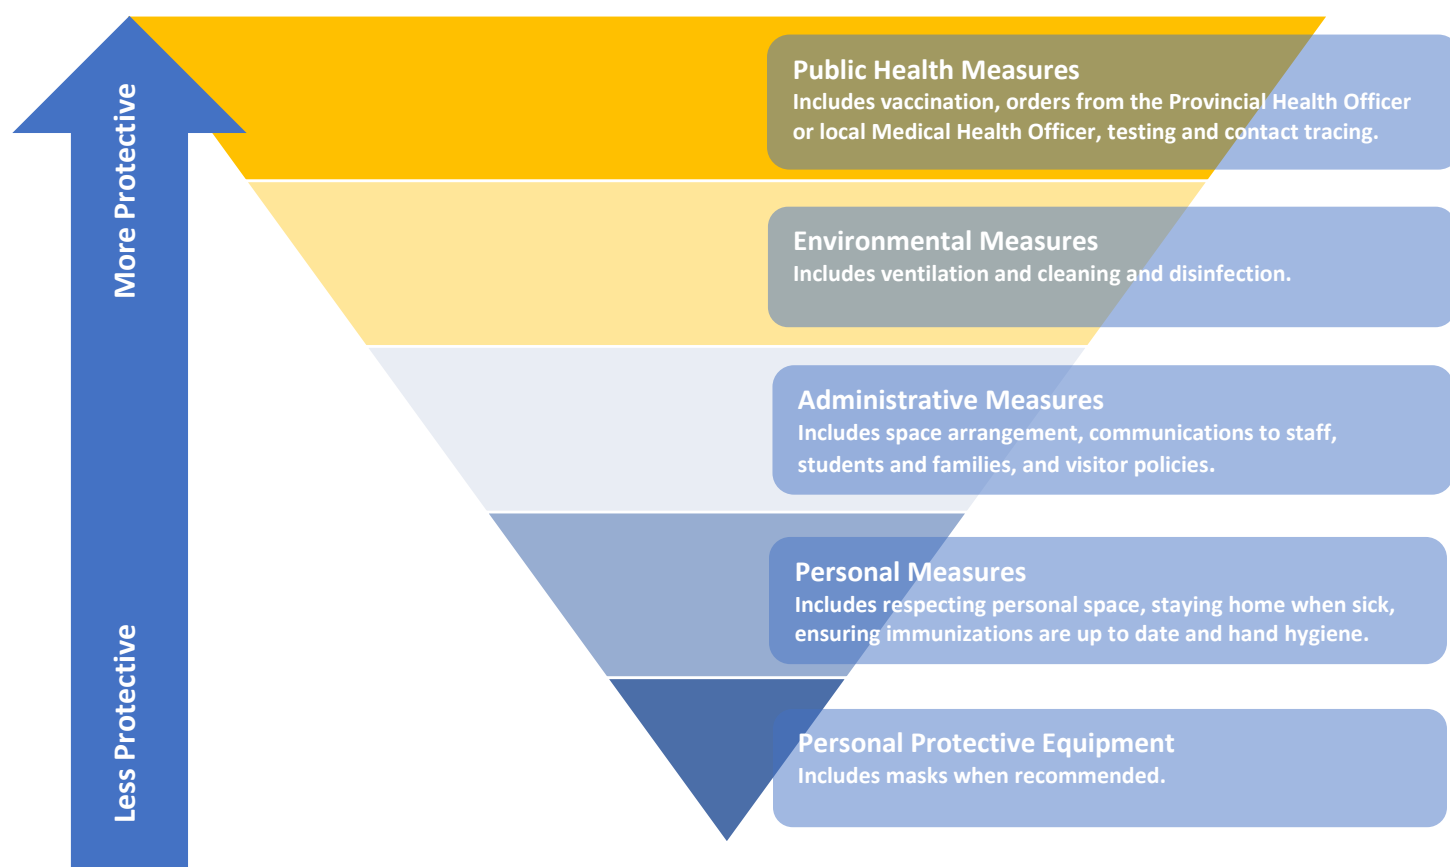 More Protective
Less Protective
Public Health Measures
Includes vaccination, orders from the Provincial Health Officer
or local Medical Health Officer, testing and contact tracing.
Environmental Measures
Includes ventilation and cleaning and disinfection.
Administrative Measures
Includes space arrangement, communications to staff,
students and families, and visitor policies.
Personal Measures
Includes respecting personal space, staying home when sick,
ensuring immunizations are up to date and hand hygiene.
Personal Protective Equipment
Includes masks when recommended.